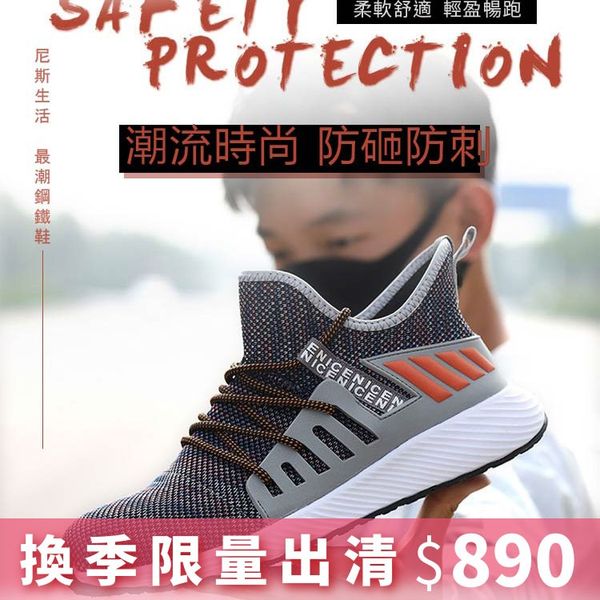 SAFETY
柔軟舒適 輕盈暢跑
PROTECTION
尼斯生活 最潮鋼鐵鞋
潮流時尚 防砸防刺
ENICENICEN
NICENICENI
換季限量出清$890